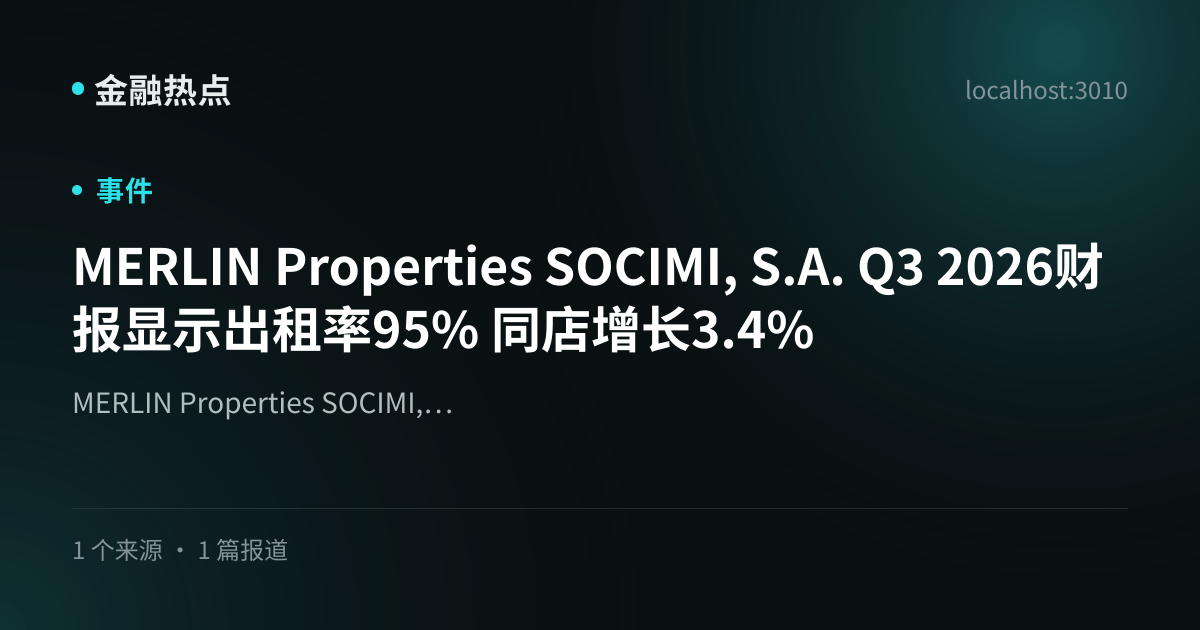 金融热点
localhost:3010
事件
MERLIN Properties SOCIMI, S.A. Q3 2026财
报显示出租率95% 同店增长3.4%
MERLIN Properties SOCIMI,…
1 个来源 · 1 篇报道